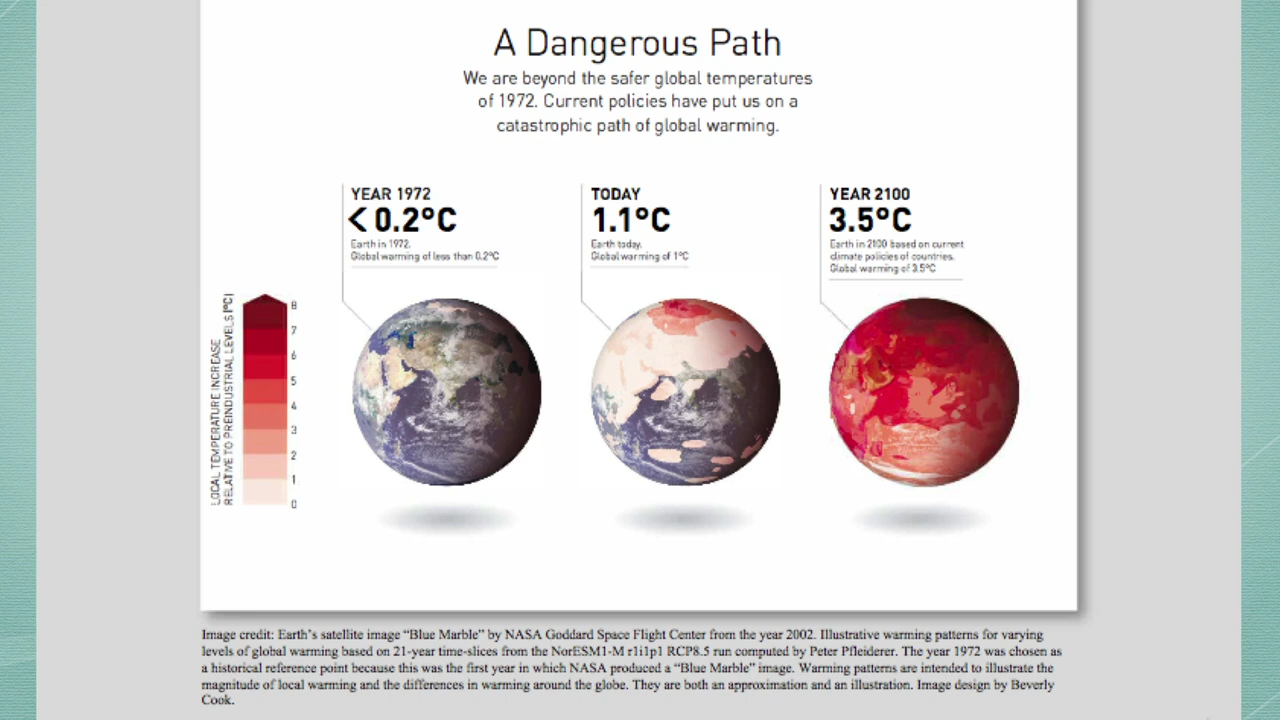 A Dangerous Path
We are beyond the safer global temperatures
of 1972. Current policies have put us on a
catastrophic path of global warming.
YEAR 1972
< 0.2°C
Earth in 1972.
Global warming of less than 0.2°C
TODAY
1.1°C
Earth today.
Global warming of 1°C
YEAR 2100
3.5°C
Earth in 2100 based on current
climate policies of countries.
Global warming of 3.5°C
LOCAL TEMPERATURE INCREASE
RELATIVE TO PREINDUSTRIAL LEVELS (°C)
8
7
6
5
4
3
2
1
0
Image credit: Earth's satellite image “Blue Marble” by NASA Goddard Space Flight Center from the year 2002. Illustrative warming patterns for varying
levels of global warming based on 21-year time-slices from the NorESM1-M r1i1p1 RCP8.5 run computed by Peter Pfleiderer. The year 1972 was chosen as
a historical reference point because this was the first year in which NASA produced a “Blue Marble” image. Warming patterns are intended to illustrate the
magnitude of local warming and the differences in warming around the globe. They are both an approximation and an illustration. Image design by Beverly
Cook.